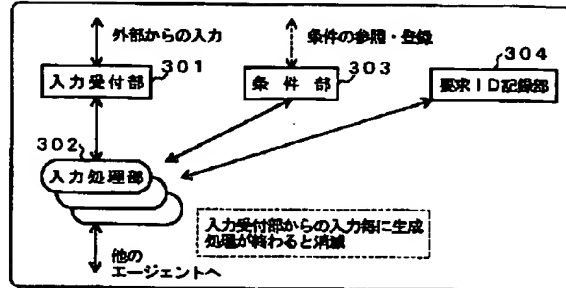 外部からの入力
条件の参照・登録
301
303
304
入力受付部
条件部
要求ID記録部
302
入力処理部
入力受付部からの入力毎に生成
処理が終わると消滅
他の
エージェントへ